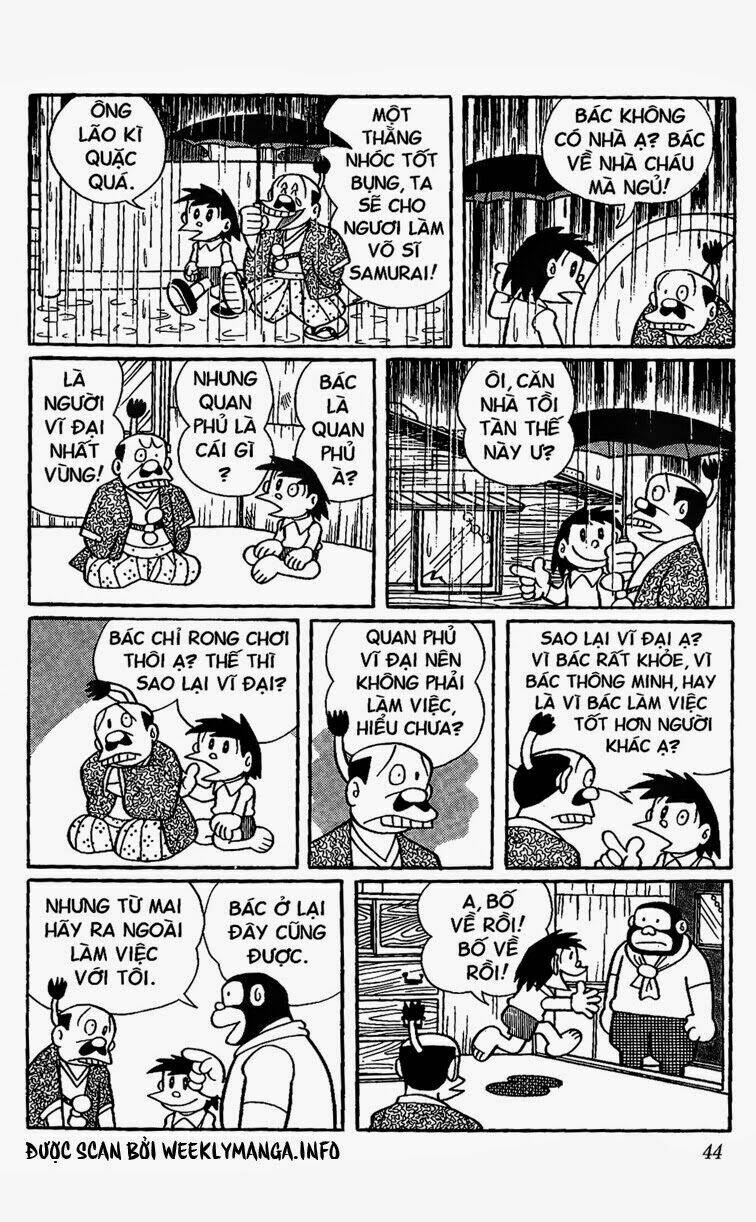 BÁC KHÔNG
CÓ NHÀ Ạ? BÁC
VỀ NHÀ CHÁU
MÀ NGỦ!
MỘT
THẰNG
NHÓC TỐT
BỤNG, TA
SẼ CHO
NGƯƠI LÀM
VÕ SĨ
SAMURAI!
ÔNG
LÃO KÌ
QUẶC
QUÁ.
ÔI, CĂN
NHÀ TỒI
TÀN THẾ
NÀY Ư?
BÁC
LÀ
QUAN
PHỦ
À?
NHƯNG
QUAN
PHỦ LÀ
CÁI GÌ
?
LÀ
NGƯỜI
VĨ ĐẠI
NHẤT
VÙNG!
SAO LẠI VĨ ĐẠI Ạ?
VÌ BÁC RẤT KHỎE, VÌ
BÁC THÔNG MINH, HAY
LÀ VÌ BÁC LÀM VIỆC
TỐT HƠN NGƯỜI
KHÁC Ạ?
QUAN PHỦ
VĨ ĐẠI NÊN
KHÔNG PHẢI
LÀM VIỆC,
HIỂU CHƯA?
BÁC CHỈ RONG CHƠI
THÔI Ạ? THẾ THÌ
SAO LẠI VĨ ĐẠI?
A, BỐ
VỀ RỒI!
BỐ VỀ
RỒI!
BÁC Ở LẠI
ĐÂY CŨNG
ĐƯỢC.
NHƯNG TỪ MAI
HÃY RA NGOÀI
LÀM VIỆC
VỚI TÔI.
ĐƯỢC SCAN BỞI WEEKLYMANGA.INFO
44